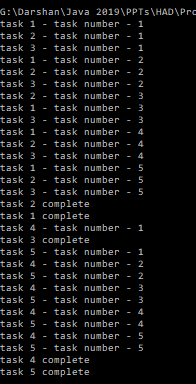 G:\Darshan\Java 2019\PPTs\HAD\Pro
task 1 - task number - 1
task 2 - task number - 1
task 3 - task number - 1
task 1 - task number - 2
task 2 - task number - 2
task 3 - task number - 2
task 2 - task number - 3
task 1 - task number - 3
task 3 - task number - 3
task 1 - task number - 4
task 2 - task number - 4
task 3 - task number - 4
task 1 - task number - 5
task 2 - task number - 5
task 3 - task number - 5
task 2 complete
task 1 complete
task 4 - task number - 1
task 3 complete
task 5 - task number - 1
task 4 - task number - 2
task 5 - task number - 2
task 4 - task number - 3
task 5 - task number - 3
task 4 - task number - 4
task 5 - task number - 4
task 4 - task number - 5
task 5 - task number - 5
task 4 complete
task 5 complete